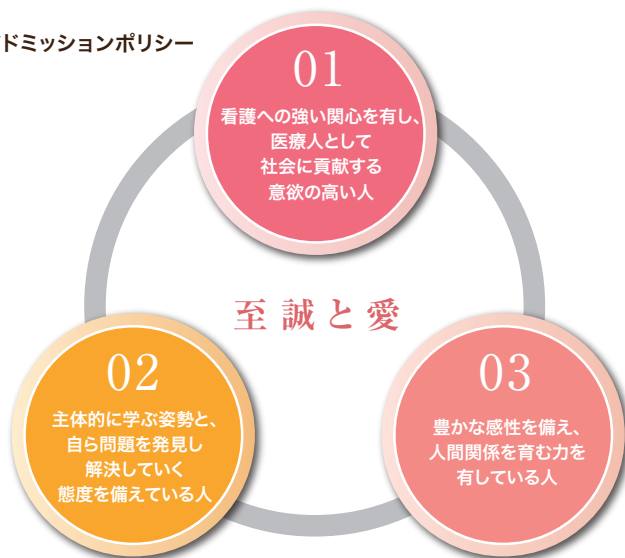 ドミッションポリシー
01
看護への強い関心を有し、
医療人として
社会に貢献する
意欲の高い人
至誠と愛
02
主体的に学ぶ姿勢と、
自ら問題を発見し
解決していく
態度を備えている人
03
豊かな感性を備え、
人間関係を育む力を
有している人